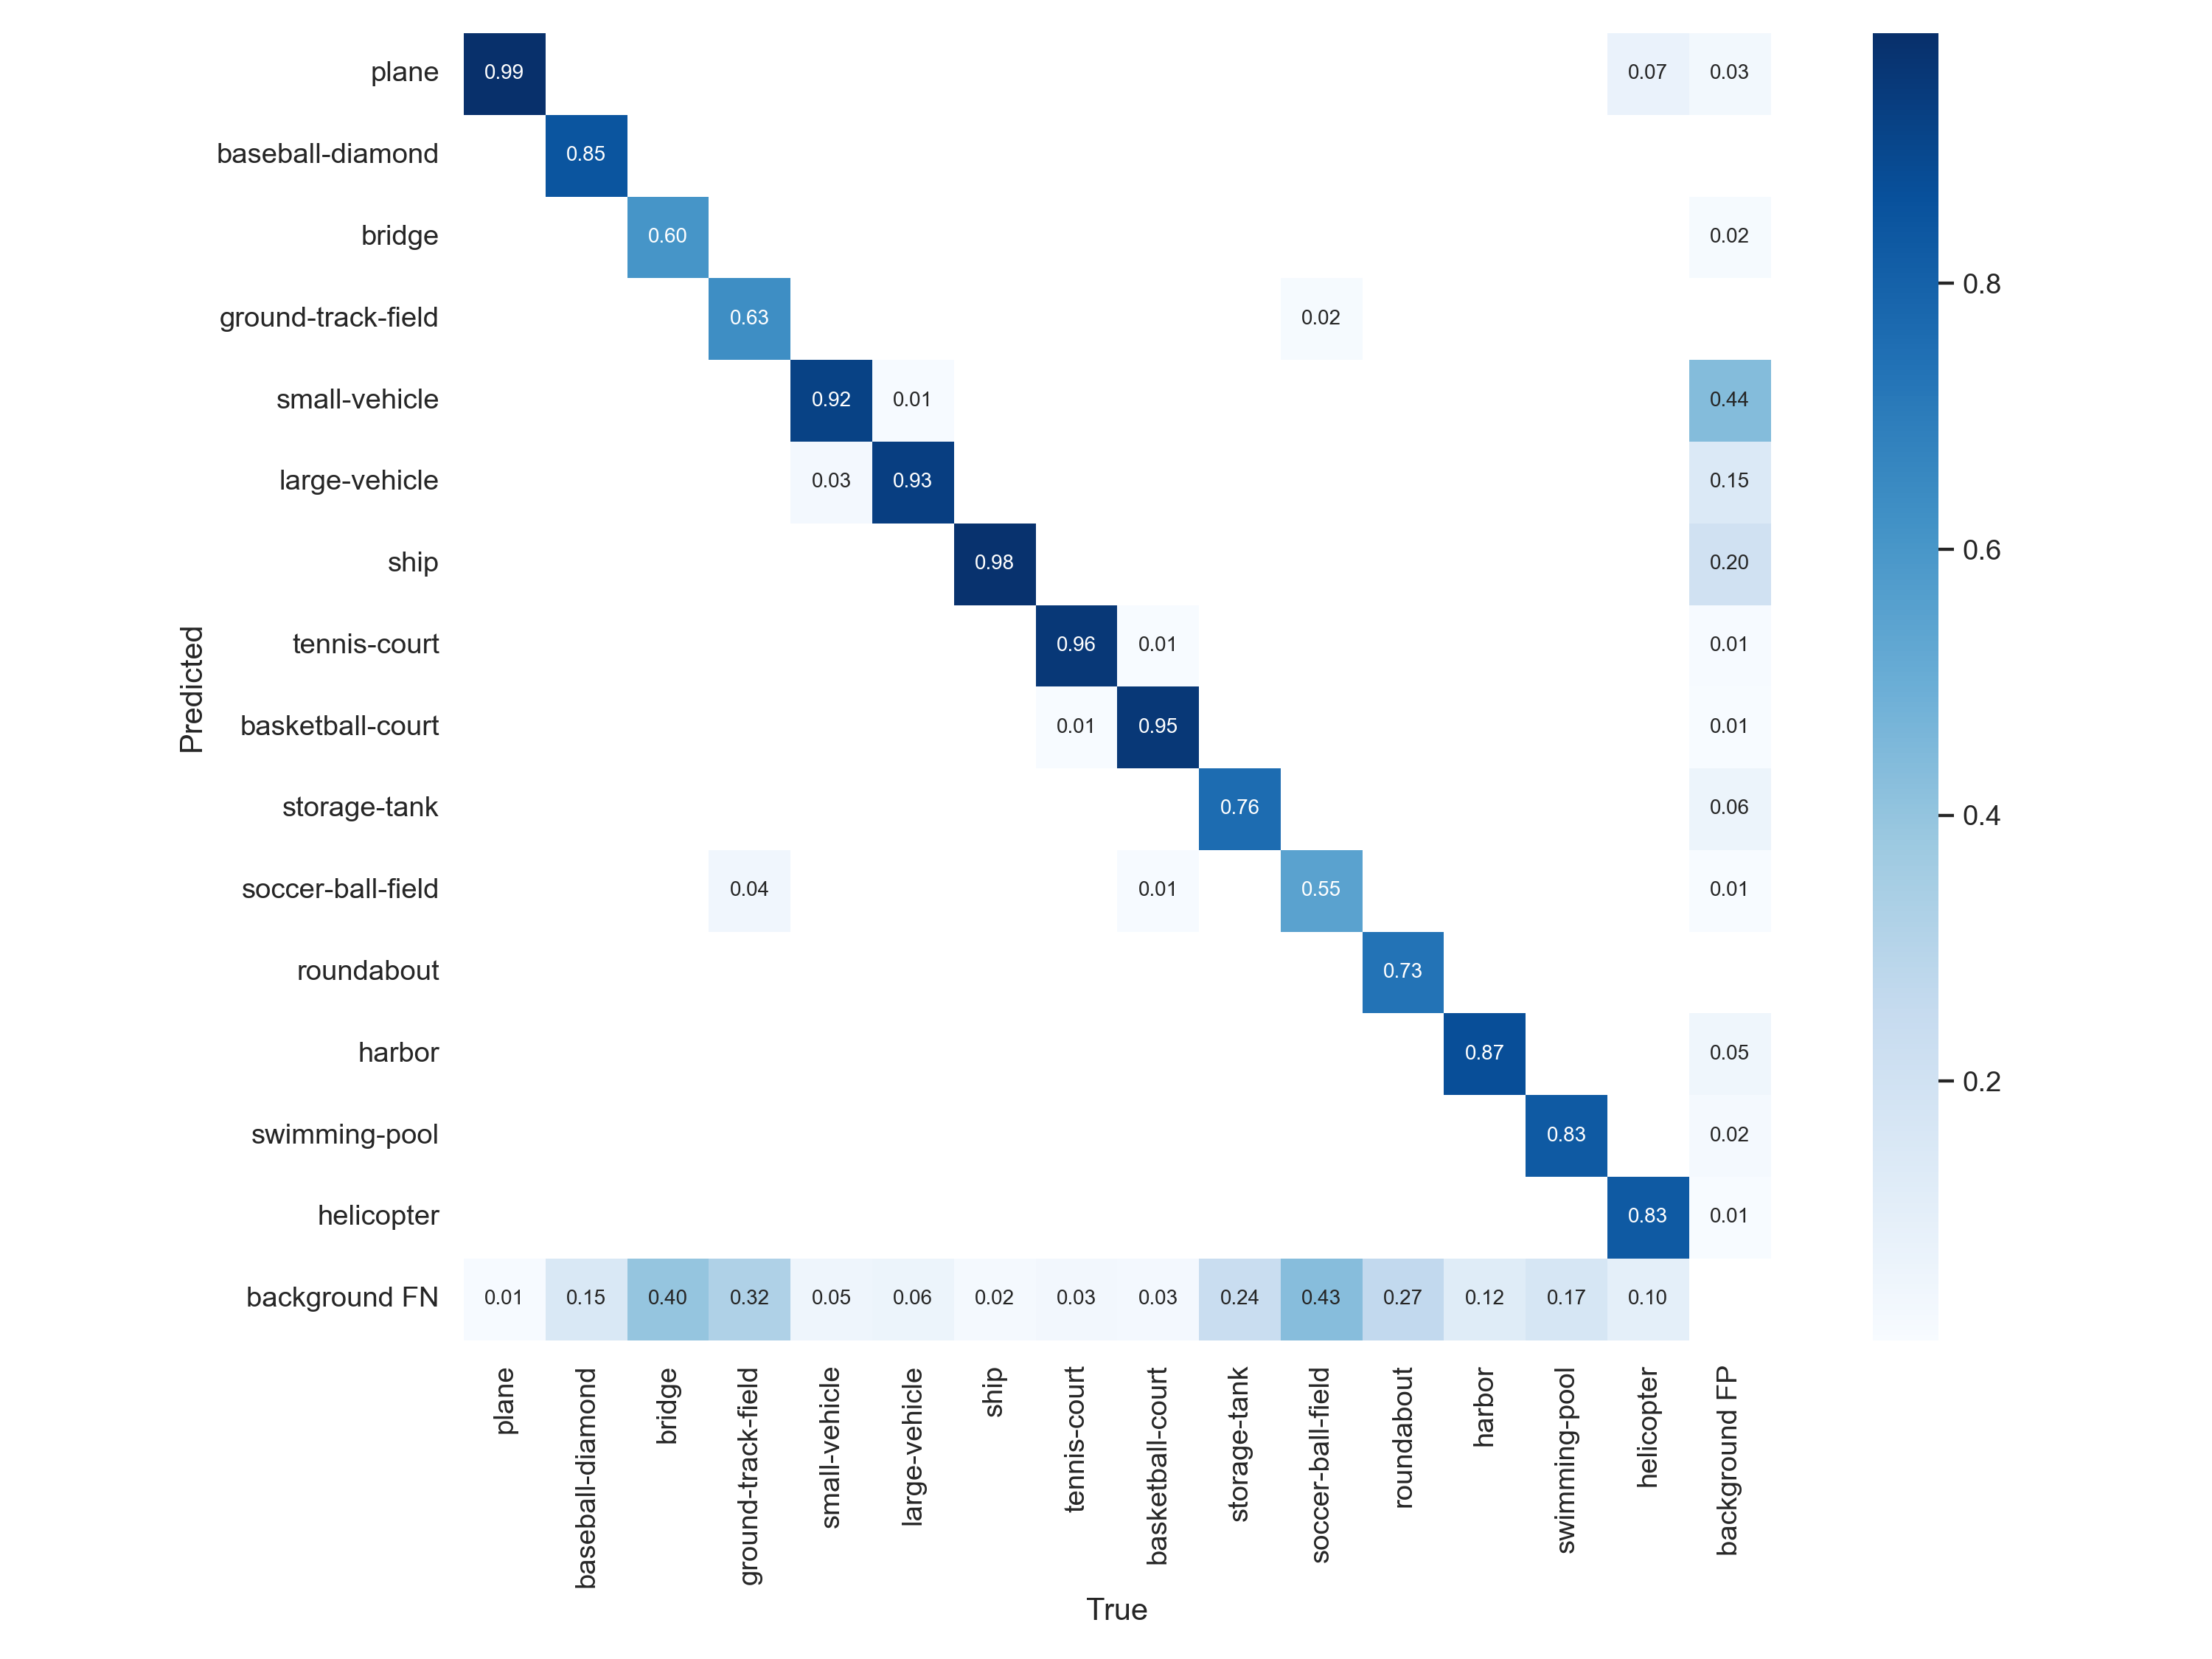 plane 0.99 0.07 0.03
baseball-diamond 0.85
bridge 0.60 0.02
ground-track-field 0.63 0.02
small-vehicle 0.92 0.01 0.44
large-vehicle 0.03 0.93 0.15
ship 0.98 0.20
tennis-court 0.96 0.01 0.01
basketball-court 0.01 0.95 0.01
storage-tank 0.76 0.06
soccer-ball-field 0.04 0.01 0.55 0.01
roundabout 0.73
harbor 0.87 0.05
swimming-pool 0.83 0.02
helicopter 0.83 0.01
background FN 0.01 0.15 0.40 0.32 0.05 0.06 0.02 0.03 0.03 0.24 0.43 0.27 0.12 0.17 0.10
Predicted
plane
baseball-diamond
bridge
ground-track-field
small-vehicle
large-vehicle
ship
tennis-court
basketball-court
storage-tank
soccer-ball-field
roundabout
harbor
swimming-pool
helicopter
background FP
True
0.8
0.6
0.4
0.2